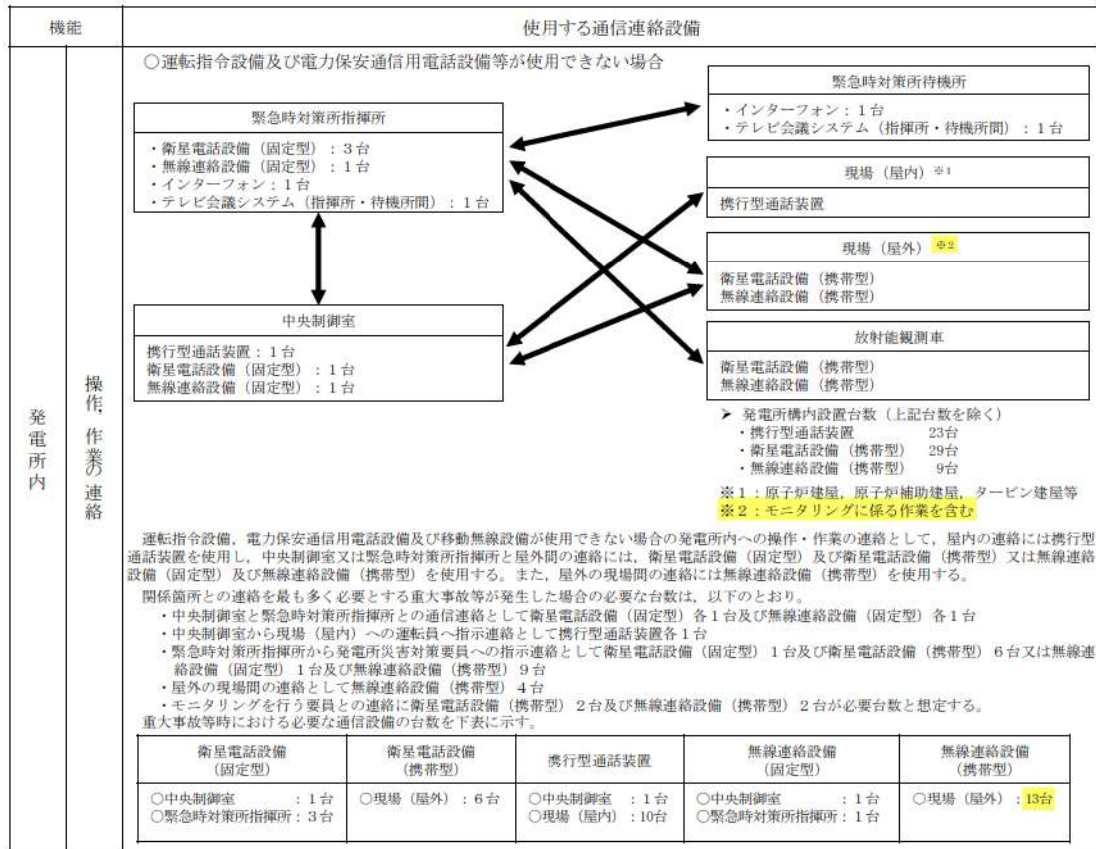 機能
使用する通信連絡設備
発電所内
操作,作業の連絡
○運転指令設備及び電力保安通信用電話設備等が使用できない場合
緊急時対策所指揮所
・衛星電話設備(固定型):3台
・無線連絡設備(固定型):1台
・インターフォン:1台
・テレビ会議システム(指揮所・待機所間):1台
中央制御室
携行型通話装置:1台
衛星電話設備(固定型):1台
無線連絡設備(固定型):1台
緊急時対策所待機所
・インターフォン:1台
・テレビ会議システム(指揮所・待機所間):1台
現場(屋内)※1
携行型通話装置
現場(屋外)※2
衛星電話設備(携帯型)
無線連絡設備(携帯型)
放射能観測車
衛星電話設備(携帯型)
無線連絡設備(携帯型)
➢ 発電所構内設置台数(上記台数を除く)
・携行型通話装置 23台
・衛星電話設備(携帯型) 29台
・無線連絡設備(携帯型) 9台
※1:原子炉建屋,原子炉補助建屋,タービン建屋等
※2:モニタリングに係る作業を含む
運転指令設備,電力保安通信用電話設備及び移動無線設備が使用できない場合の発電所内への操作・作業の連絡として,屋内の連絡には携行型
通話装置を使用し,中央制御室又は緊急時対策所指揮所と屋外間の連絡には,衛星電話設備(固定型)及び衛星電話設備(携帯型)又は無線連絡
設備(固定型)及び無線連絡設備(携帯型)を使用する。また,屋外の現場間の連絡には無線連絡設備(携帯型)を使用する。
関係箇所との連絡を最も多く必要とする重大事故等が発生した場合の必要な台数は,以下のとおり。
・中央制御室と緊急時対策所指揮所との通信連絡として衛星電話設備(固定型)各1台及び無線連絡設備(固定型)各1台
・中央制御室から現場(屋内)への運転員へ指示連絡として携行型通話装置各1台
・緊急時対策所指揮所から発電所災害対策要員への指示連絡として衛星電話設備(固定型)1台及び衛星電話設備(携帯型)6台又は無線連
絡設備(固定型)1台及び無線連絡設備(携帯型)9台
・屋外の現場間の連絡として無線連絡設備(携帯型)4台
・モニタリングを行う要員との連絡に衛星電話設備(携帯型)2台及び無線連絡設備(携帯型)2台が必要台数と想定する。
重大事故等時における必要な通信設備の台数を下表に示す。
衛星電話設備
(固定型)
衛星電話設備
(携帯型)
携行型通話装置
無線連絡設備
(固定型)
無線連絡設備
(携帯型)
○中央制御室 :1台
○緊急時対策所指揮所:3台
○現場(屋外):6台
○中央制御室 :1台
○現場(屋内):10台
○中央制御室 :1台
○緊急時対策所指揮所:1台
○現場(屋外):13台